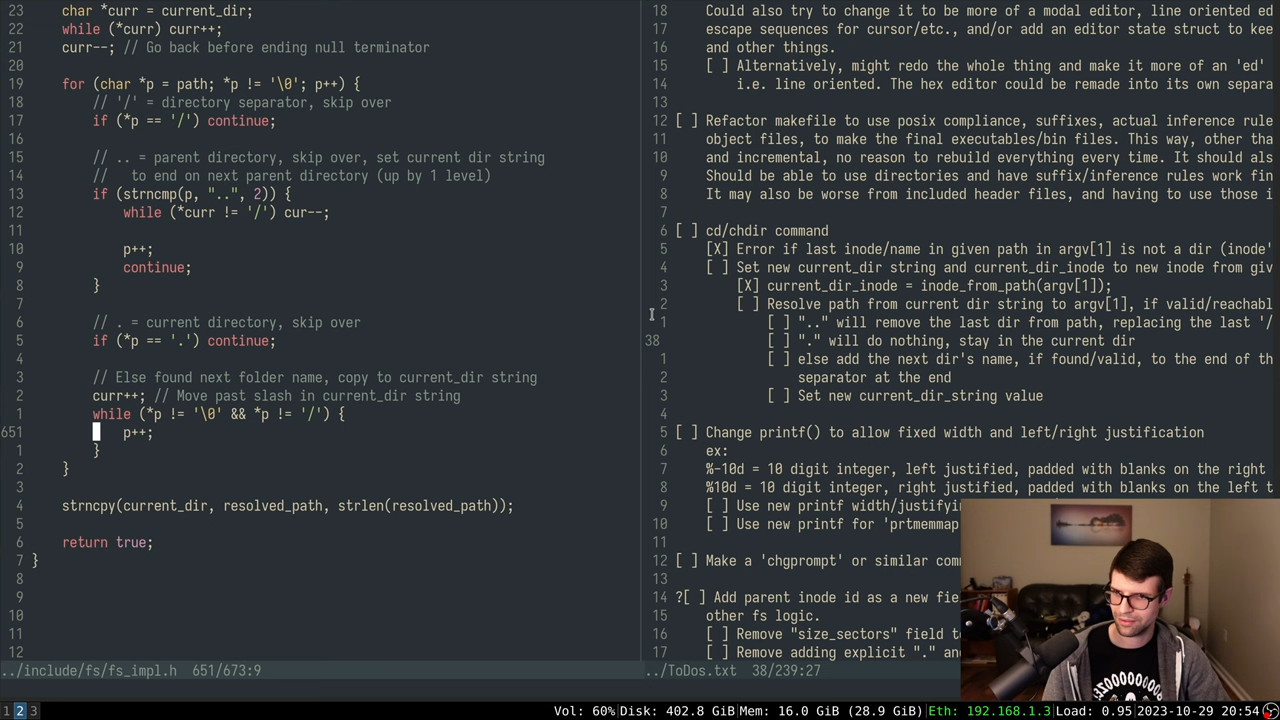 23 char *curr = current_dir;
22 while (*curr) curr++;
21 curr--; // Go back before ending null terminator
20
19 for (char *p = path; *p != '\0'; p++) {
18 // '/' = directory separator, skip over
17 if (*p == '/') continue;
16
15 // .. = parent directory, skip over, set current dir string
14 // to end on next parent directory (up by 1 level)
13 if (strncmp(p, "..", 2)) {
12 while (*curr != '/') cur--;
11
10 p++;
9 continue;
8 }
7
6 // . = current directory, skip over
5 if (*p == '.') continue;
4
3 // Else found next folder name, copy to current_dir string
2 curr++; // Move past slash in current_dir string
1 while (*p != '\0' && *p != '/') {
651 p++;
1 }
2 }
3
4 strncpy(current_dir, resolved_path, strlen(resolved_path));
5
6 return true;
7 }
8
9
10
11
12
../include/fs/fs_impl.h 651/673:9
18 Could also try to change it to be more of a modal editor, line oriented ed
17 escape sequences for cursor/etc., and/or add an editor state struct to kee
16 and other things.
15 [ ] Alternatively, might redo the whole thing and make it more of an 'ed'
14 i.e. line oriented. The hex editor could be remade into its own separa
13
12 [ ] Refactor makefile to use posix compliance, suffixes, actual inference rule
11 object files, to make the final executables/bin files. This way, other tha
10 and incremental, no reason to rebuild everything every time. It should als
9 Should be able to use directories and have suffix/inference rules work fin
8 It may also be worse from included header files, and having to use those i
7
6 [ ] cd/chdir command
5 [X] Error if last inode/name in given path in argv[1] is not a dir (inode'
4 [ ] Set new current_dir string and current_dir_inode to new inode from giv
3 [X] current_dir_inode = inode_from_path(argv[1]);
2 [ ] Resolve path from current dir string to argv[1], if valid/reachabl
1 [ ] ".." will remove the last dir from path, replacing the last '/
38 [ ] "." will do nothing, stay in the current dir
1 [ ] else add the next dir's name, if found/valid, to the end of th
2 separator at the end
3 [ ] Set new current_dir_string value
4
5 [ ] Change printf() to allow fixed width and left/right justification
6 ex:
7 %-10d = 10 digit integer, left justified, padded with blanks on the right
8 %10d = 10 digit integer, right justified, padded with blanks on the left t
9 [ ] Use new printf width/justifyin
10 [ ] Use new printf for 'prtmemmap
11
12 [ ] Make a 'chgprompt' or similar com
13
14 ?[ ] Add parent inode id as a new fie
15 other fs logic.
16 [ ] Remove "size_sectors" field t
17 [ ] Remove adding explicit "." an
../ToDos.txt 38/239:27
1 2 3
Vol: 60%|Disk: 402.8 GiB|Mem: 16.0 GiB (28.9 GiB)|Eth: 192.168.1.3|Load: 0.95 2023-10-29 20:54